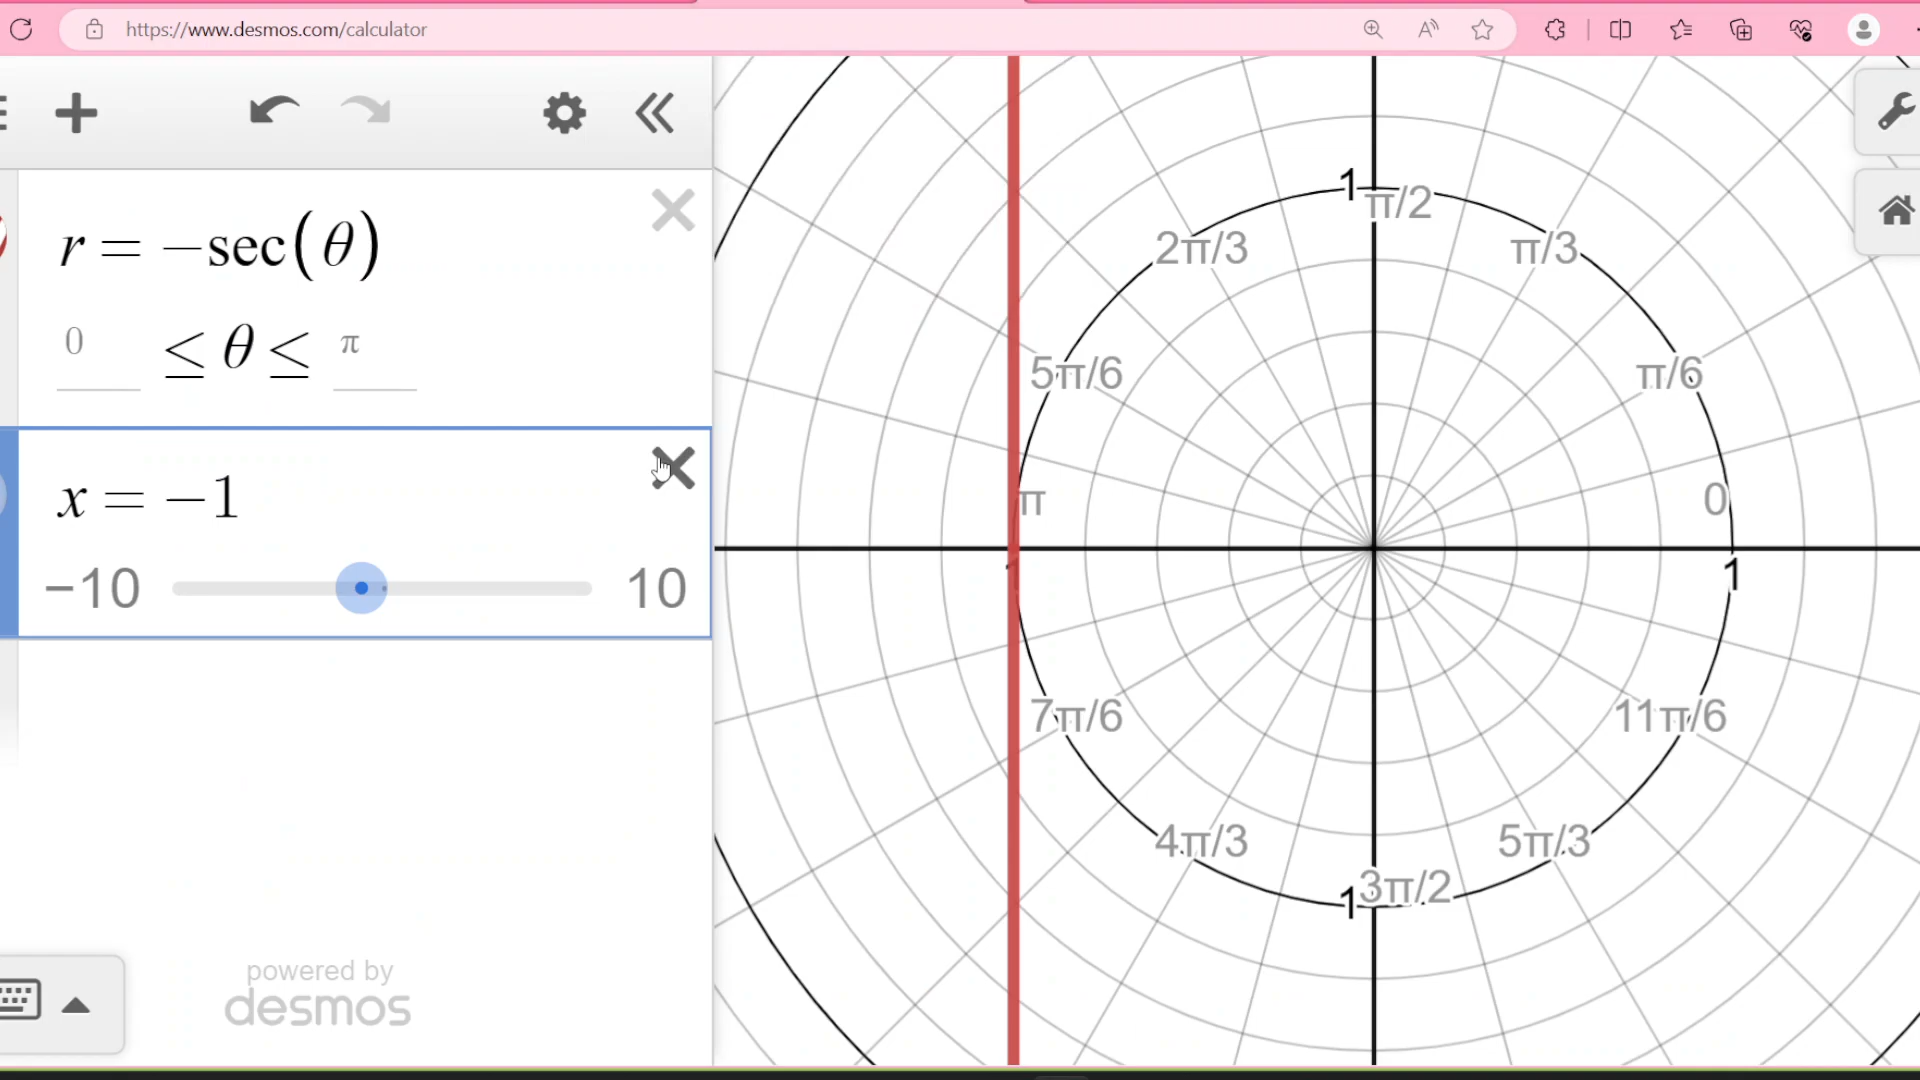 https://www.desmos.com/calculator
r = −sec(θ)
0 ≤ θ ≤ π
x = −1
−10
10
powered by
desmos
1
π/2
2π/3
π/3
5π/6
π/6
π
0
1
1
7π/6
11π/6
4π/3
5π/3
1
3π/2